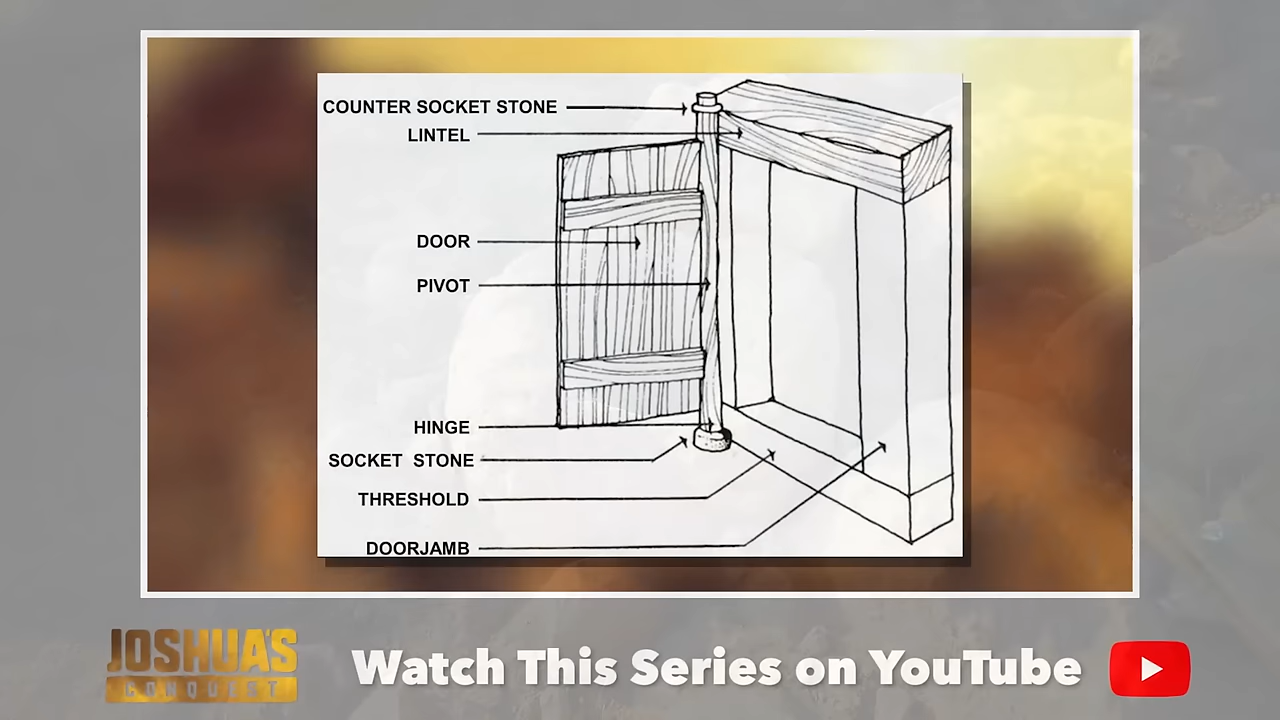 COUNTER SOCKET STONE
LINTEL
DOOR
PIVOT
HINGE
SOCKET STONE
THRESHOLD
DOORJAMB
JOSHUA'S
CONQUEST
Watch This Series on YouTube